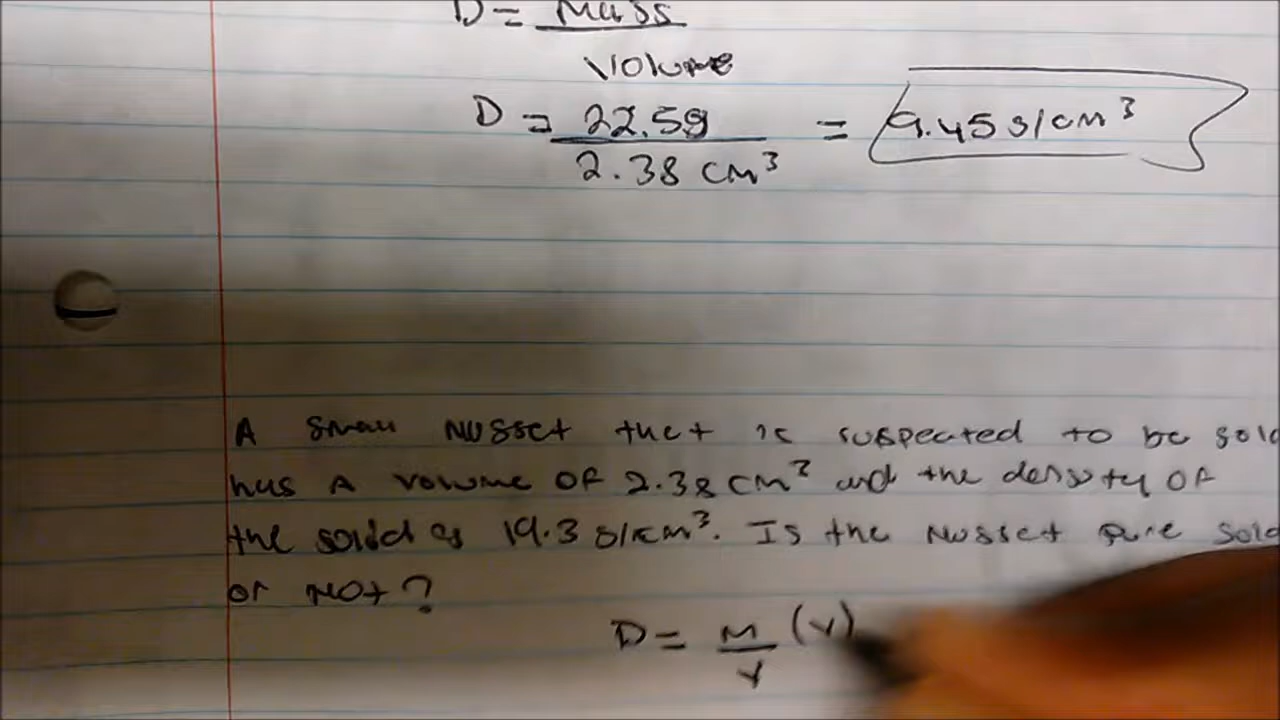 D = Mass
Volume
D = 22.5g = 9.45 g/cm³
2.38 cm³
A small nugget that is suspected to be gold
has A volume OF 2.38 cm³ and the density OF
the gold is 19.3 g/cm³. Is the nugget pure gold
or not?
D = M (V)
V